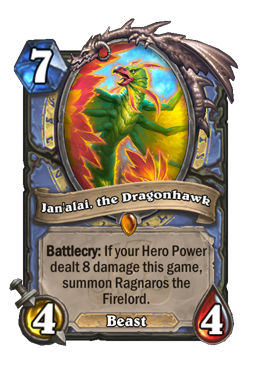 7
Jan'alai, the Dragonhawk
Battlecry: If your Hero Power
dealt 8 damage this game,
summon Ragnaros the
Firelord.
4
Beast
4